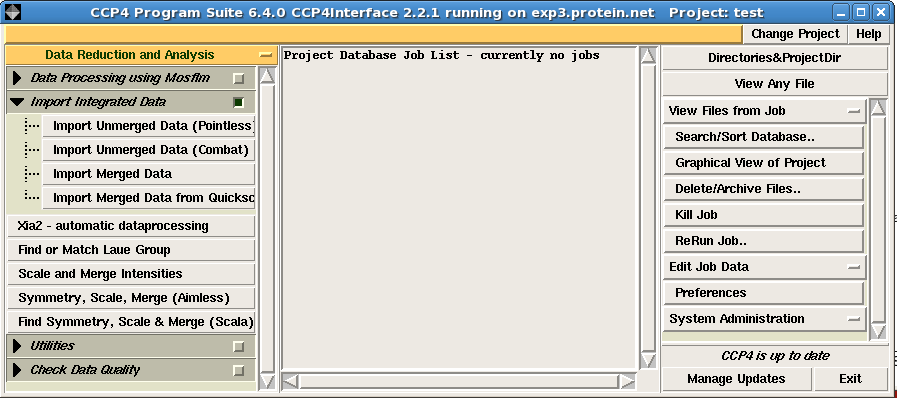 CCP4 Program Suite 6.4.0 CCP4Interface 2.2.1 running on exp3.protein.net Project: test
Change Project Help
Data Reduction and Analysis
Data Processing using Mosflm
Import Integrated Data
Import Unmerged Data (Pointless)
Import Unmerged Data (Combat)
Import Merged Data
Import Merged Data from Quicksc
Xia2 - automatic dataprocessing
Find or Match Laue Group
Scale and Merge Intensities
Symmetry, Scale, Merge (Aimless)
Find Symmetry, Scale & Merge (Scala)
Utilities
Check Data Quality
Project Database Job List - currently no jobs
Directories&ProjectDir
View Any File
View Files from Job
Search/Sort Database..
Graphical View of Project
Delete/Archive Files..
Kill Job
ReRun Job..
Edit Job Data
Preferences
System Administration
CCP4 is up to date
Manage Updates Exit